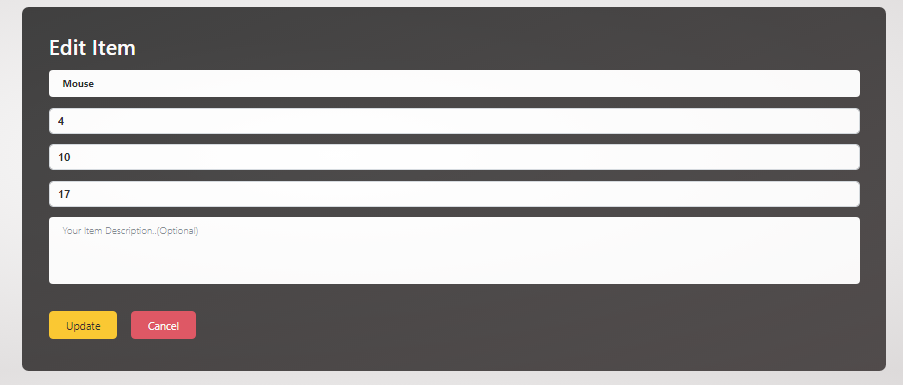 Edit Item
Mouse
4
10
17
Your Item Description..(Optional)
Update
Cancel